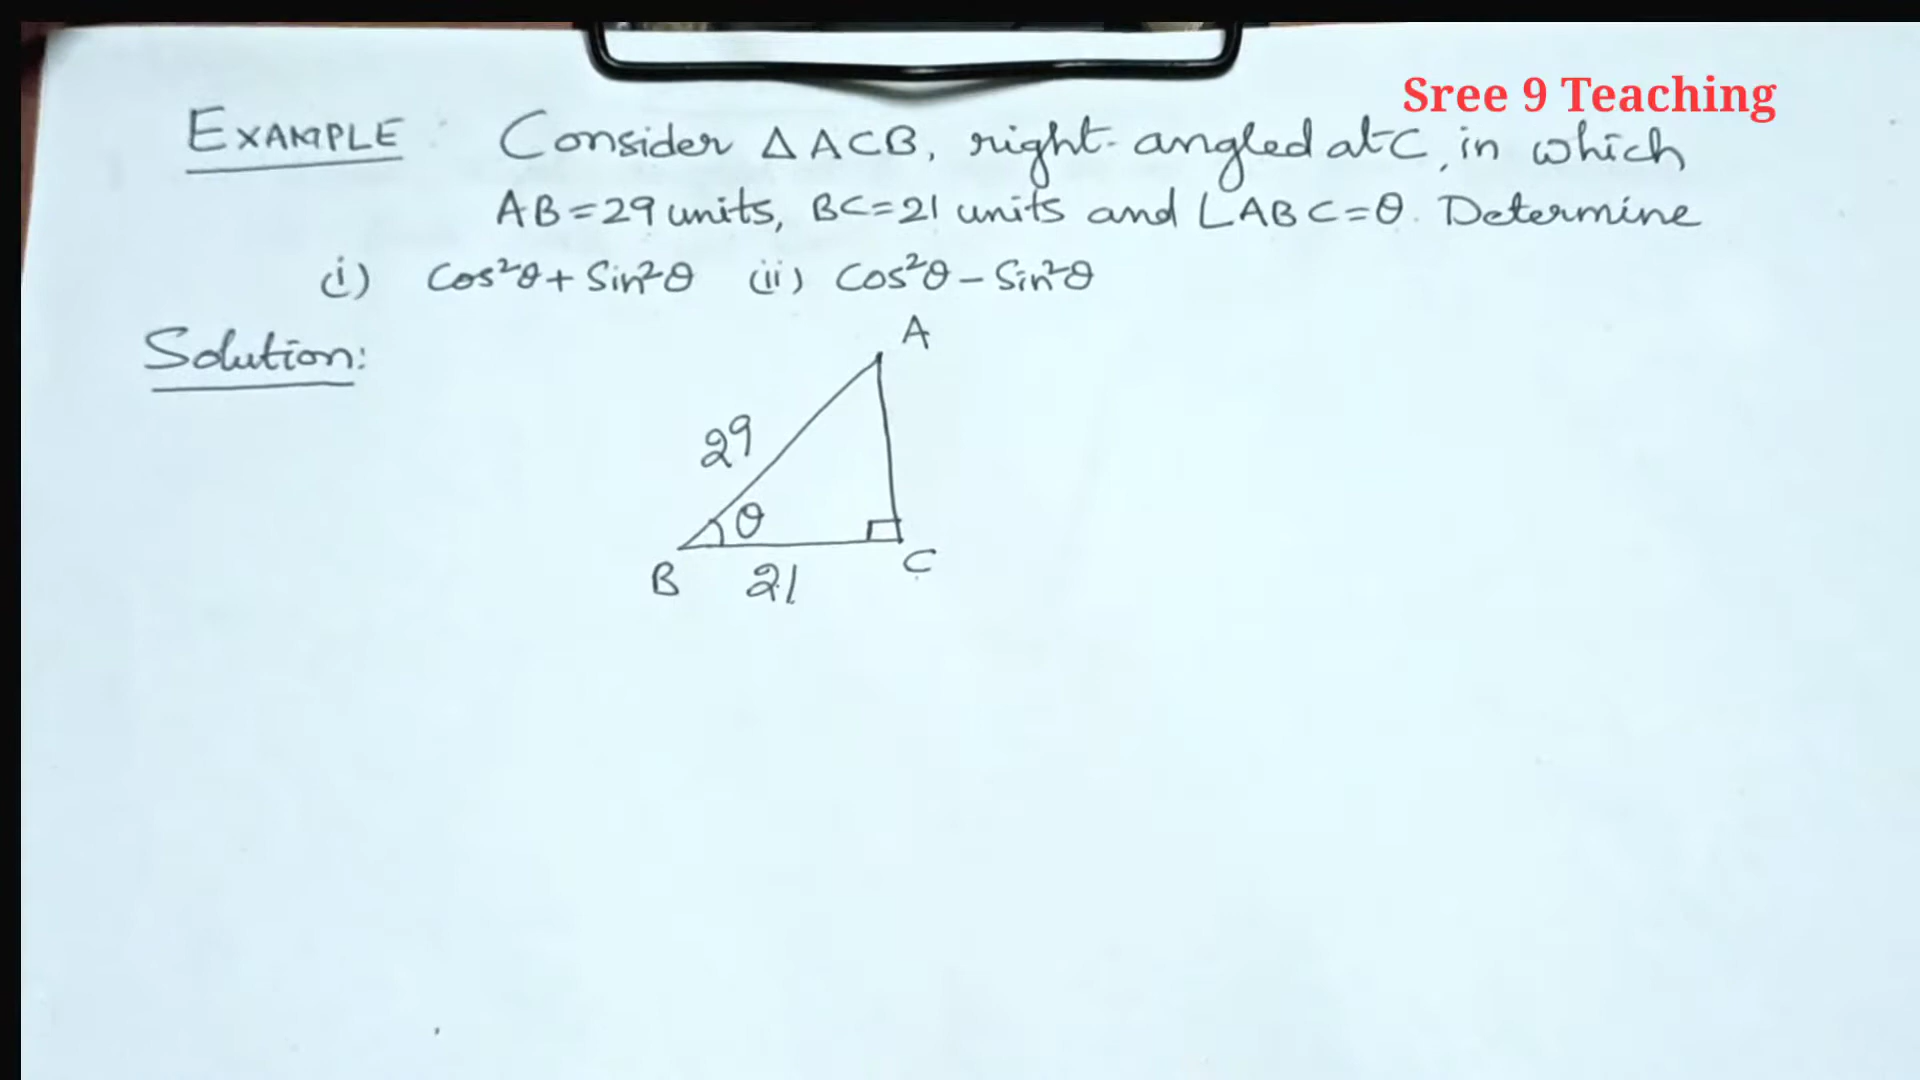 Sree 9 Teaching
EXAMPLE : Consider △ ACB, right-angled at C, in which
AB = 29 units, BC = 21 units and ∠ABC = θ. Determine
(i) Cos²θ + Sin²θ (ii) Cos²θ – Sin²θ
Solution:
A
29
θ
B 21 C